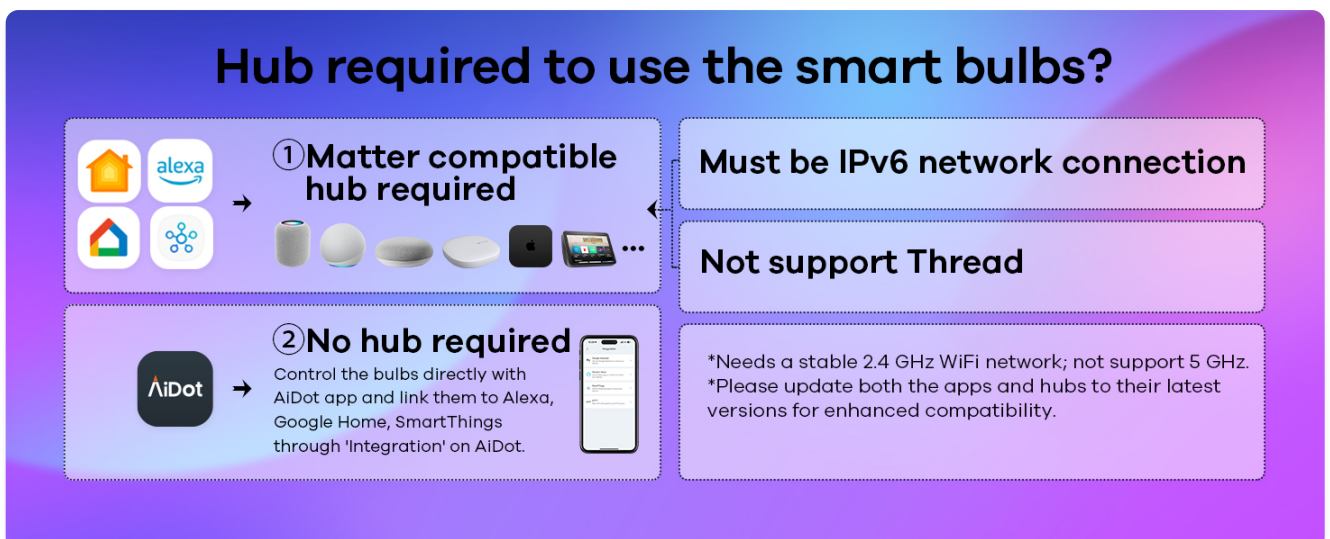 Hub required to use the smart bulbs?
alexa
①Matter compatible
hub required
•••
Must be IPv6 network connection
Not support Thread
AiDot
②No hub required
Control the bulbs directly with
AiDot app and link them to Alexa,
Google Home, SmartThings
through 'Integration' on AiDot.
*Needs a stable 2.4 GHz WiFi network; not support 5 GHz.
*Please update both the apps and hubs to their latest
versions for enhanced compatibility.